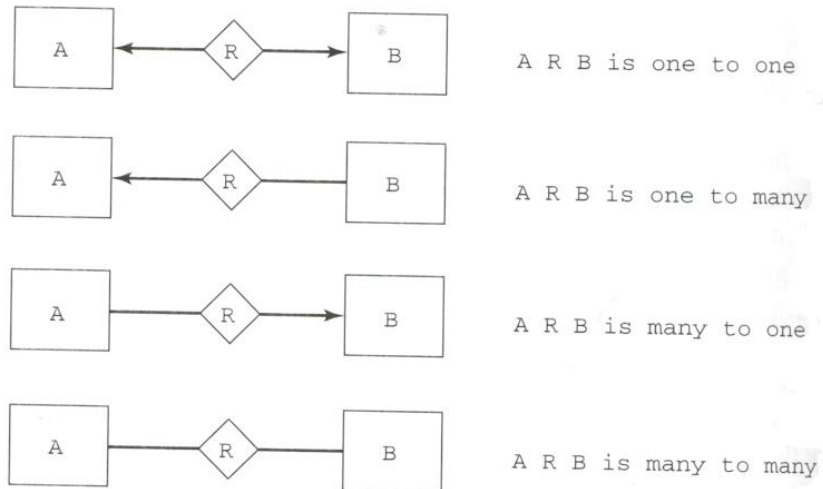 A R B A R B is one to one
A R B A R B is one to many
A R B A R B is many to one
A R B A R B is many to many